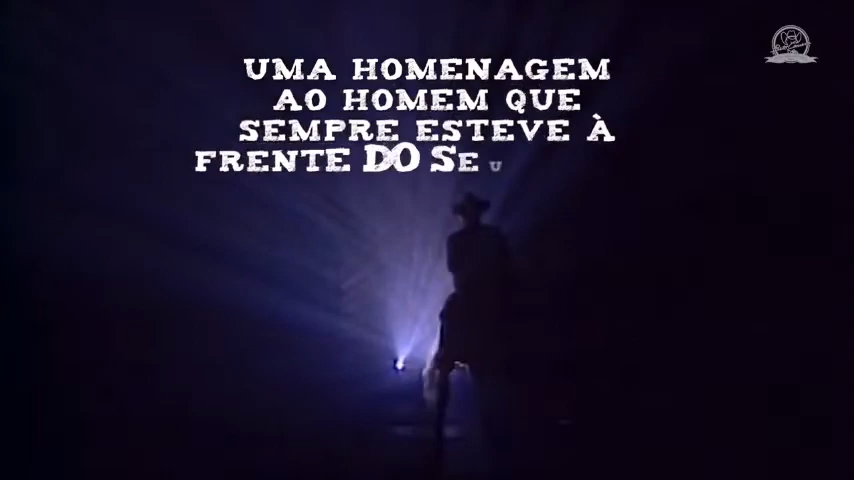 UMA HOMENAGEM
AO HOMEM QUE
SEMPRE ESTEVE À
FRENTE DO SEU